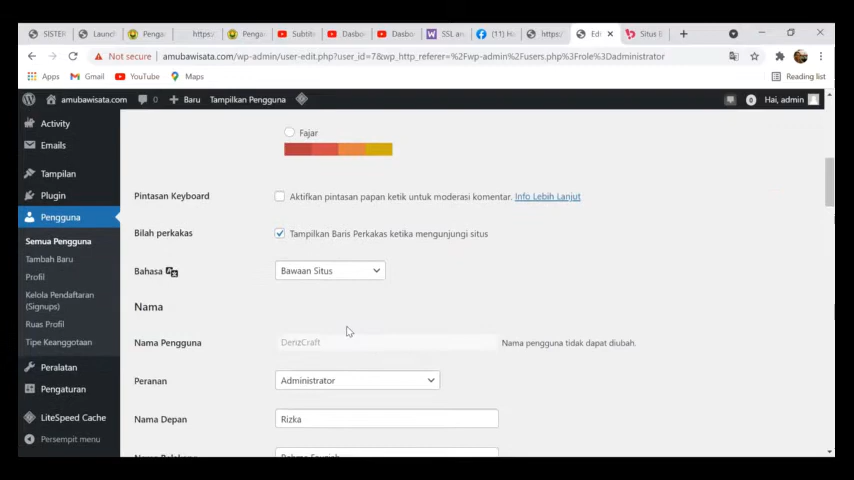 SISTER
Launc
Penga
https:/
Penga
Subtitl
Dasbo
Dasbo
SSL an
(11) H
https:/
Edi
Situs B
Not secure
amubawisata.com/wp-admin/user-edit.php?user_id=7&wp_http_referer=%2Fwp-admin%2Fusers.php%3Frole%3Dadministrator
Apps
Gmail
YouTube
Maps
Reading list
amubawisata.com
0
Baru
Tampilkan Pengguna
Hai, admin
Activity
Emails
Tampilan
Plugin
Pengguna
Semua Pengguna
Tambah Baru
Profil
Kelola Pendaftaran
(Signups)
Ruas Profil
Tipe Keanggotaan
Peralatan
Pengaturan
LiteSpeed Cache
Persempit menu
Fajar
Pintasan Keyboard
Aktifkan pintasan papan ketik untuk moderasi komentar. Info Lebih Lanjut
Bilah perkakas
Tampilkan Baris Perkakas ketika mengunjungi situs
Bahasa
Bawaan Situs
Nama
Nama Pengguna
DenzCraft
Nama pengguna tidak dapat diubah.
Peranan
Administrator
Nama Depan
Rizka